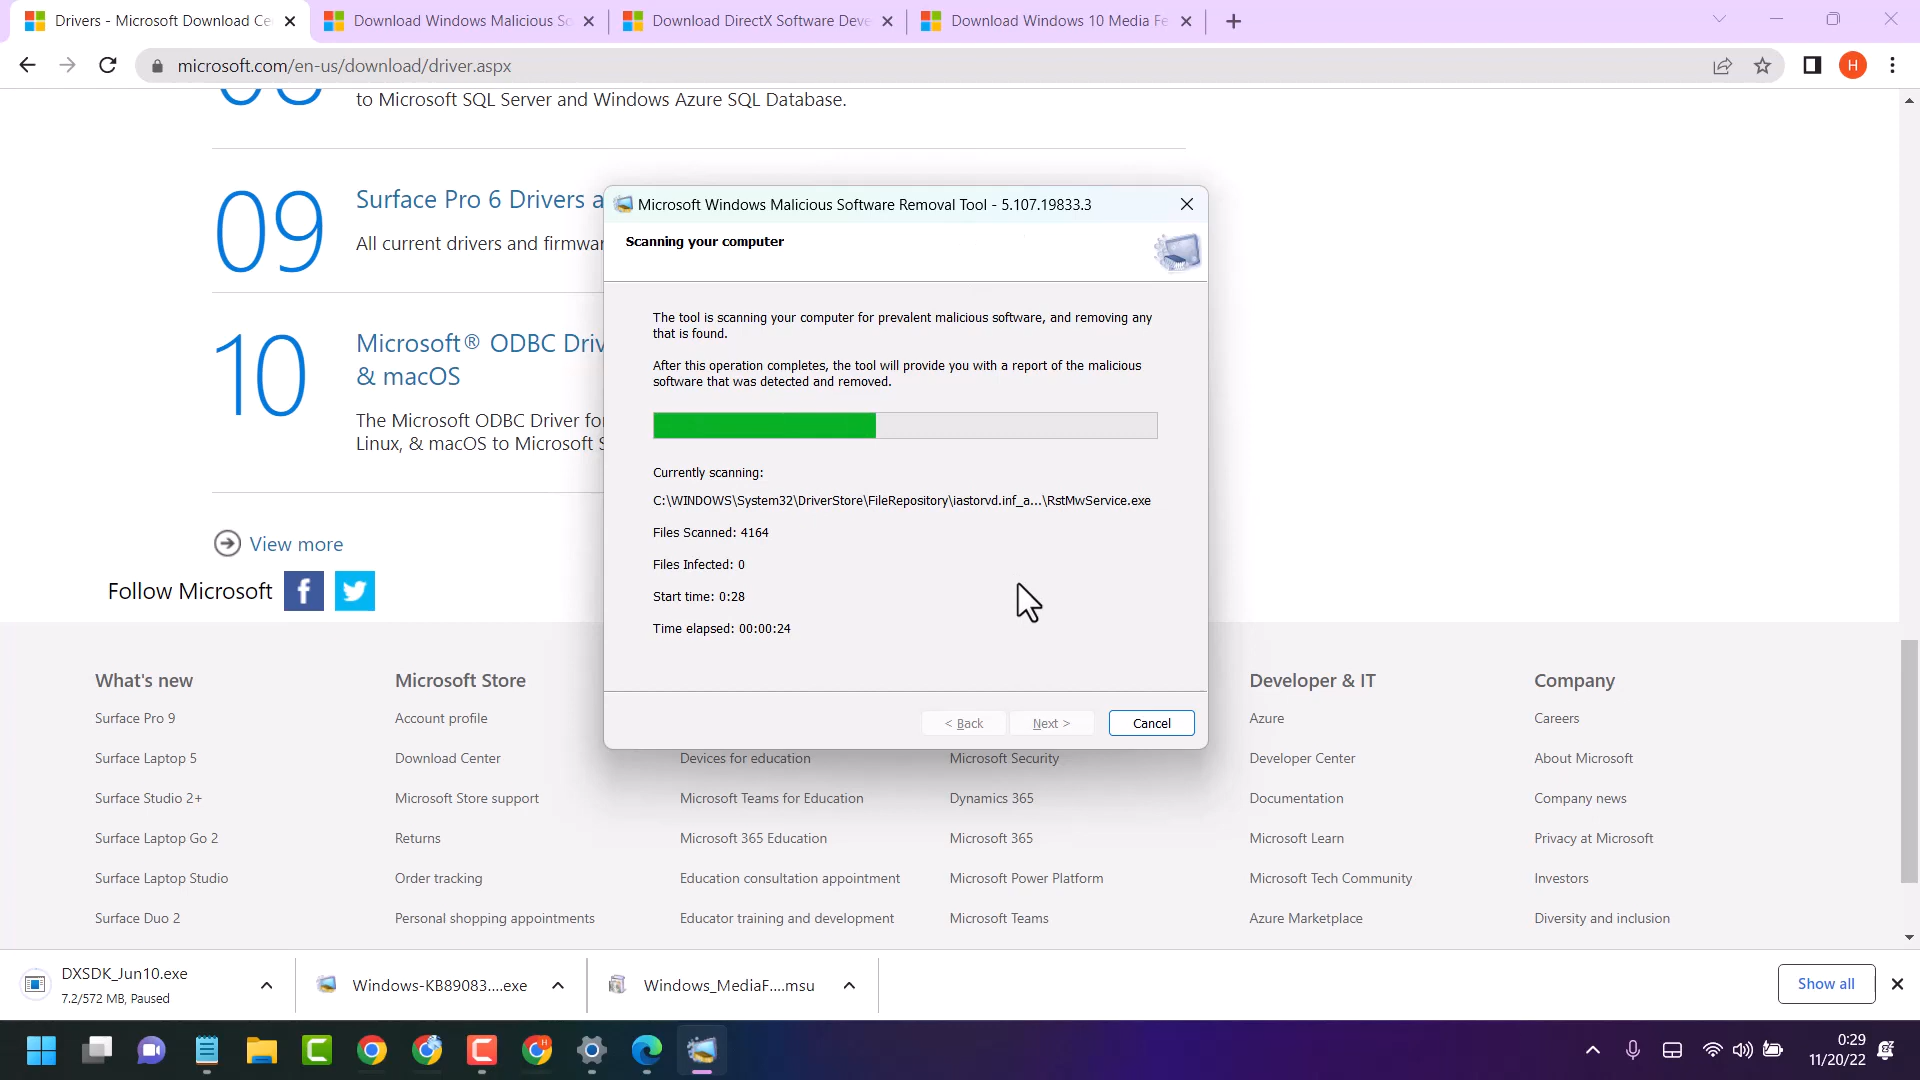 Drivers - Microsoft Download Ce
Download Windows Malicious So
Download DirectX Software Deve
Download Windows 10 Media Fe
microsoft.com/en-us/download/driver.aspx
H
to Microsoft SQL Server and Windows Azure SQL Database.
09
Surface Pro 6 Drivers a
All current drivers and firmwar
10
Microsoft® ODBC Driv
& macOS
The Microsoft ODBC Driver for
Linux, & macOS to Microsoft S
View more
Follow Microsoft
Microsoft Windows Malicious Software Removal Tool - 5.107.19833.3
Scanning your computer
The tool is scanning your computer for prevalent malicious software, and removing any
that is found.
After this operation completes, the tool will provide you with a report of the malicious
software that was detected and removed.
Currently scanning:
C:\WINDOWS\System32\DriverStore\FileRepository\iastorvd.inf_a...\RstMwService.exe
Files Scanned: 4164
Files Infected: 0
Start time: 0:28
Time elapsed: 00:00:24
< Back
Next >
Cancel
What's new
Surface Pro 9
Surface Laptop 5
Surface Studio 2+
Surface Laptop Go 2
Surface Laptop Studio
Surface Duo 2
Microsoft Store
Account profile
Download Center
Microsoft Store support
Returns
Order tracking
Personal shopping appointments
Devices for education
Microsoft Teams for Education
Microsoft 365 Education
Education consultation appointment
Educator training and development
Microsoft Security
Dynamics 365
Microsoft 365
Microsoft Power Platform
Microsoft Teams
Developer & IT
Azure
Developer Center
Documentation
Microsoft Learn
Microsoft Tech Community
Azure Marketplace
Company
Careers
About Microsoft
Company news
Privacy at Microsoft
Investors
Diversity and inclusion
DXSDK_Jun10.exe
7.2/572 MB, Paused
Windows-KB89083....exe
Windows_MediaF....msu
Show all
0:29
11/20/22